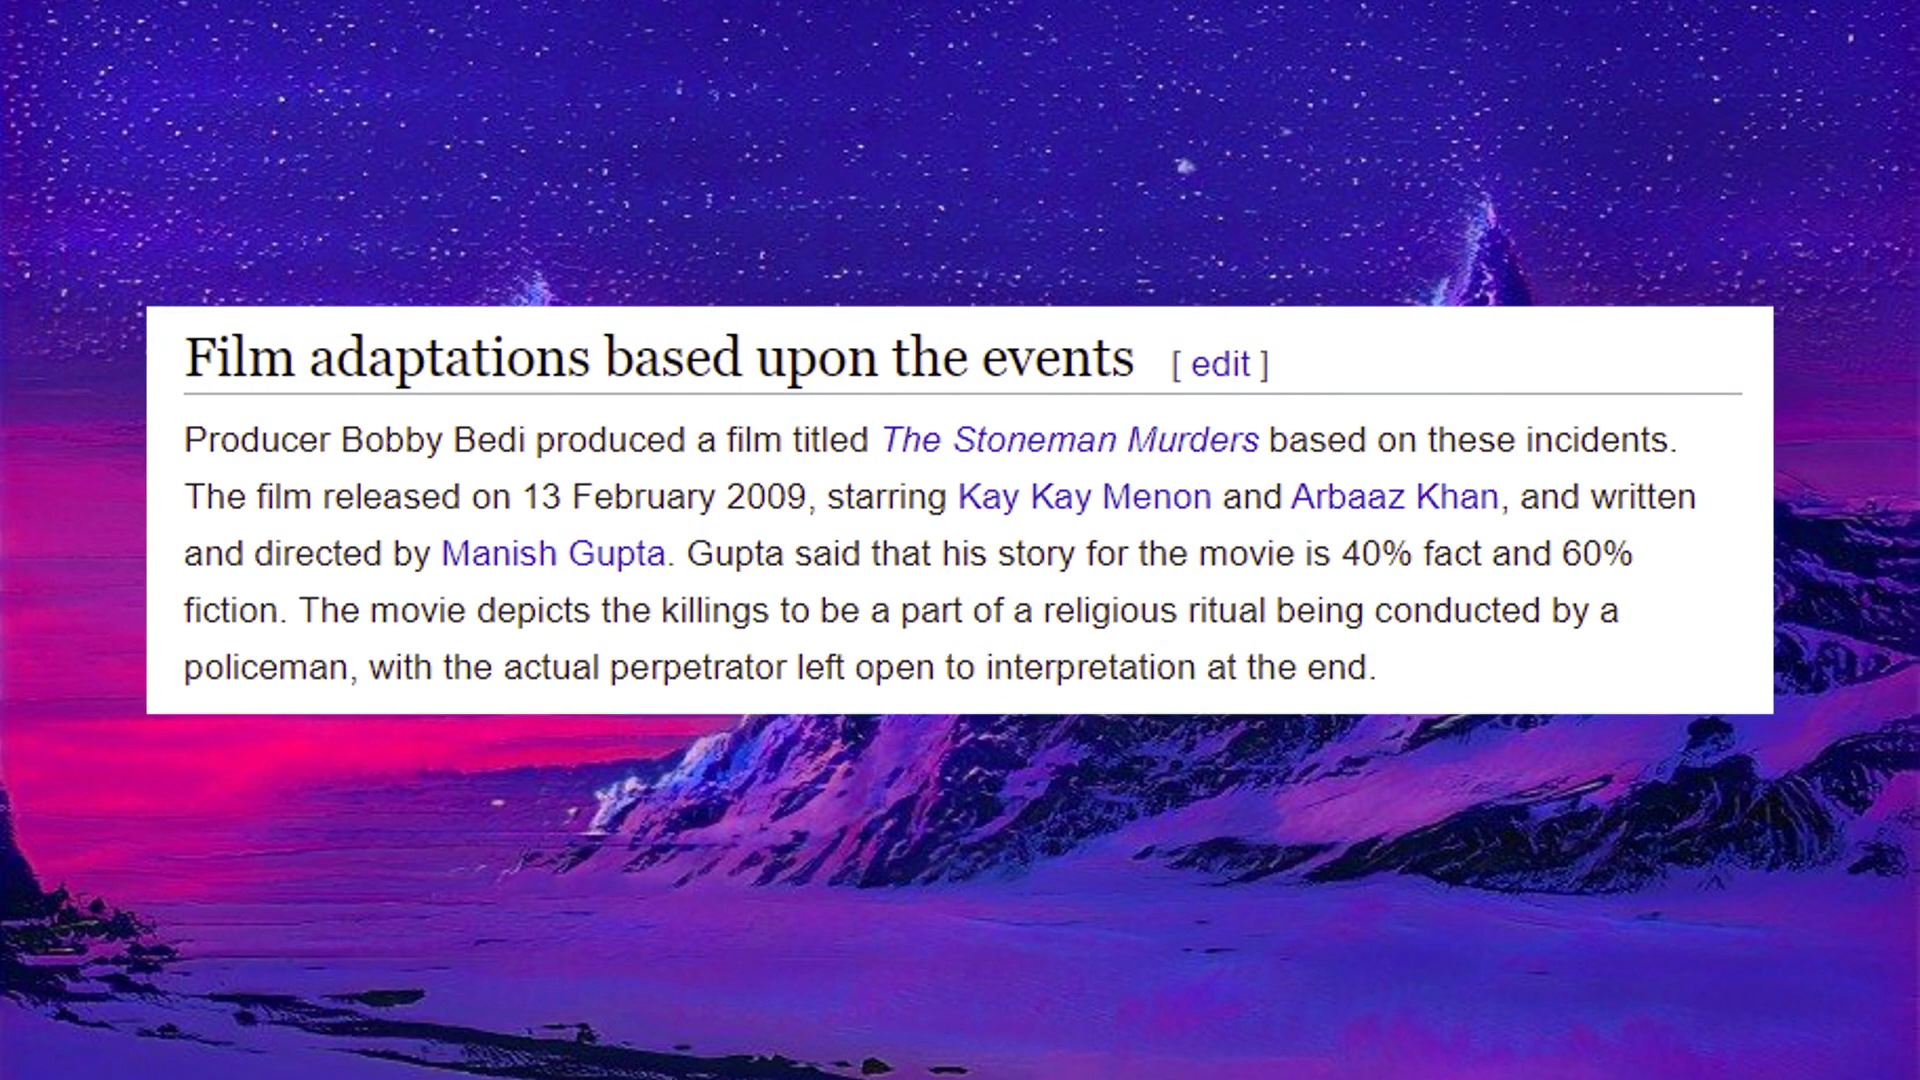 Film adaptations based upon the events [ edit ]
Producer Bobby Bedi produced a film titled The Stoneman Murders based on these incidents.
The film released on 13 February 2009, starring Kay Kay Menon and Arbaaz Khan, and written
and directed by Manish Gupta. Gupta said that his story for the movie is 40% fact and 60%
fiction. The movie depicts the killings to be a part of a religious ritual being conducted by a
policeman, with the actual perpetrator left open to interpretation at the end.